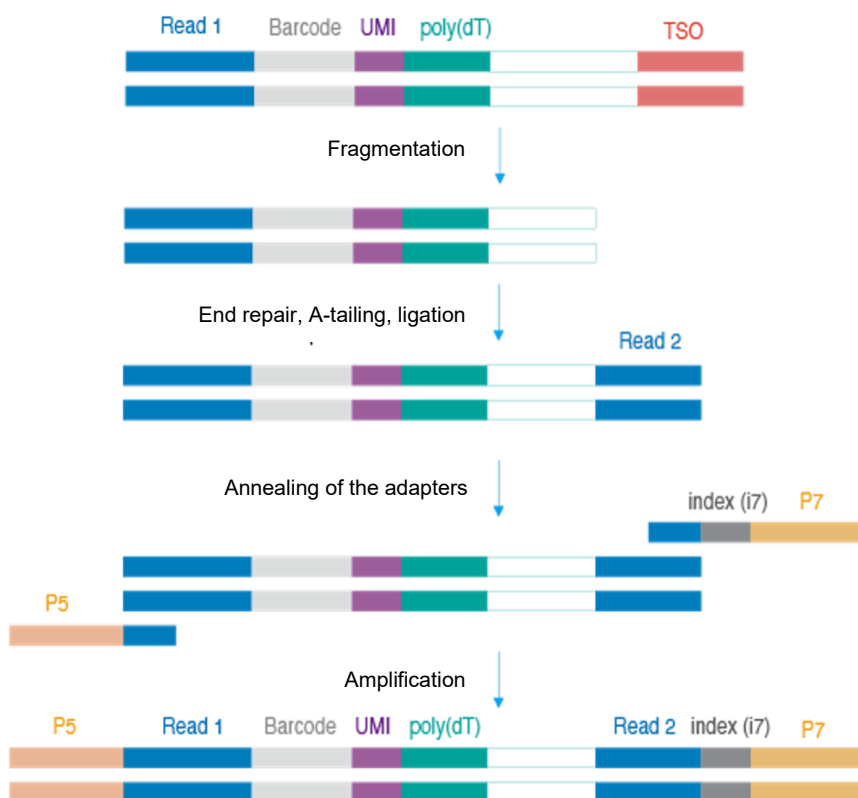 Read 1 Barcode UMI poly(dT) TSO
Fragmentation
End repair, A-tailing, ligation
.
Read 2
Annealing of the adapters
index (i7) P7
P5
Amplification
P5 Read 1 Barcode UMI poly(dT) Read 2 index (i7) P7